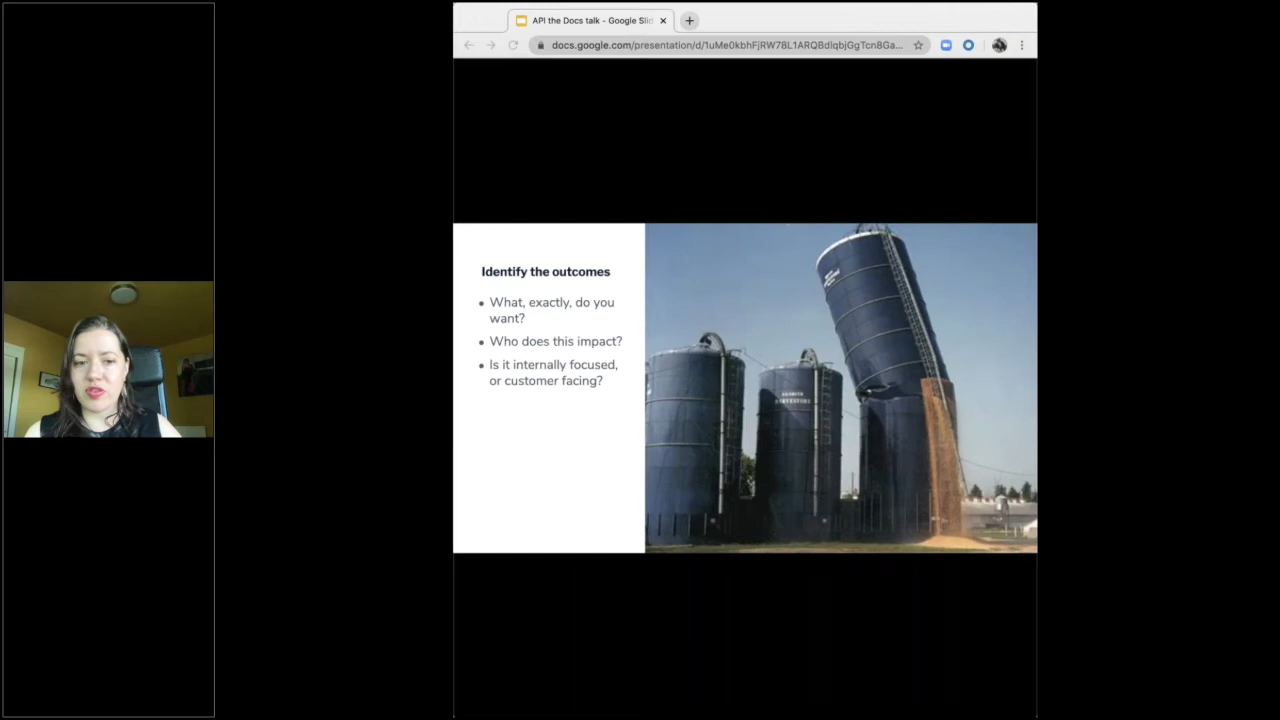 API the Docs talk - Google Slid
docs.google.com/presentation/d/1uMe0kbhFjRW78L1ARQBdlqbjGgTcn8Ga...
Identify the outcomes
• What, exactly, do you
want?
• Who does this impact?
• Is it internally focused,
or customer facing?
HARVESTORE